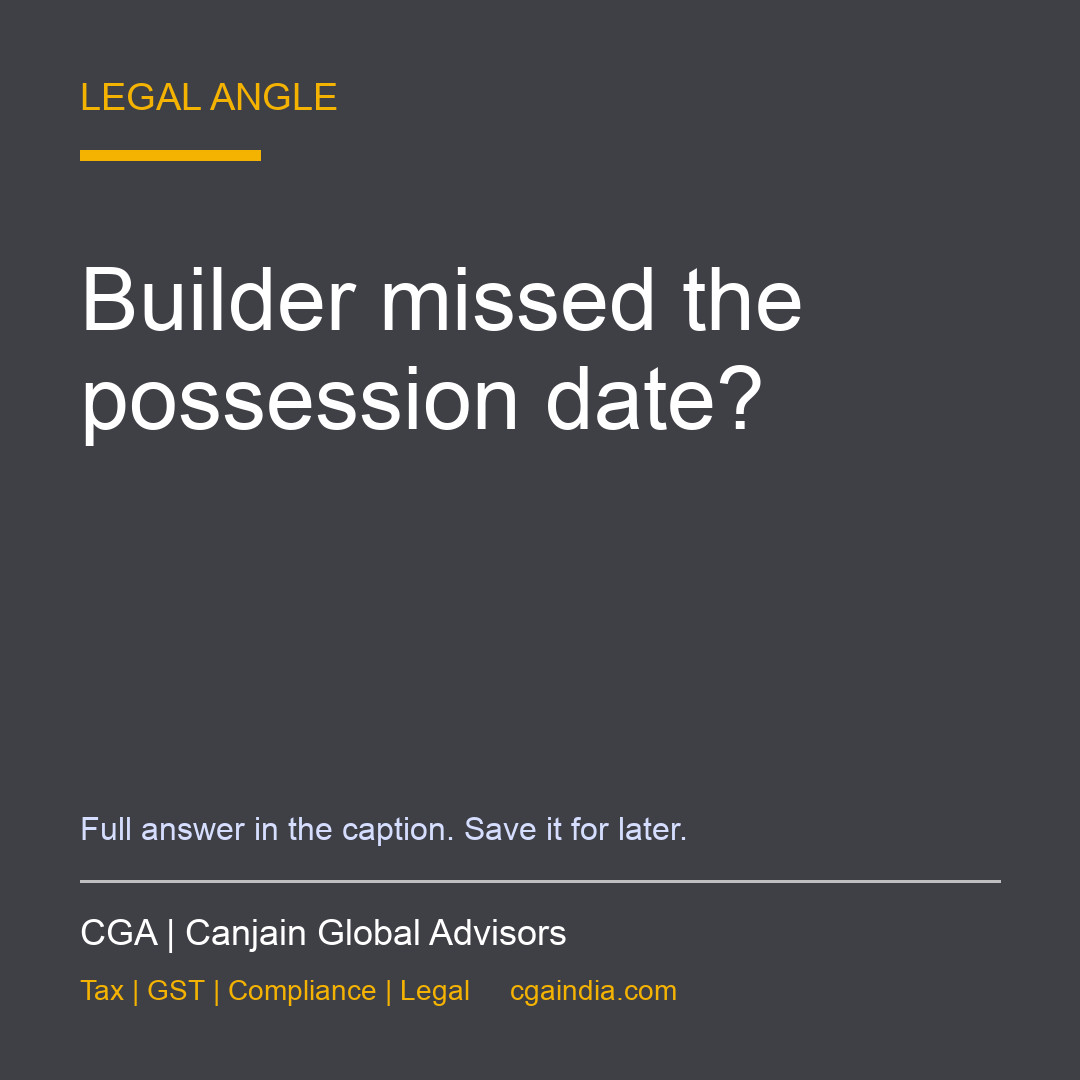 LEGAL ANGLE
Builder missed the
possession date?
Full answer in the caption. Save it for later.
CGA | Canjain Global Advisors
Tax | GST | Compliance | Legal cgaindia.com